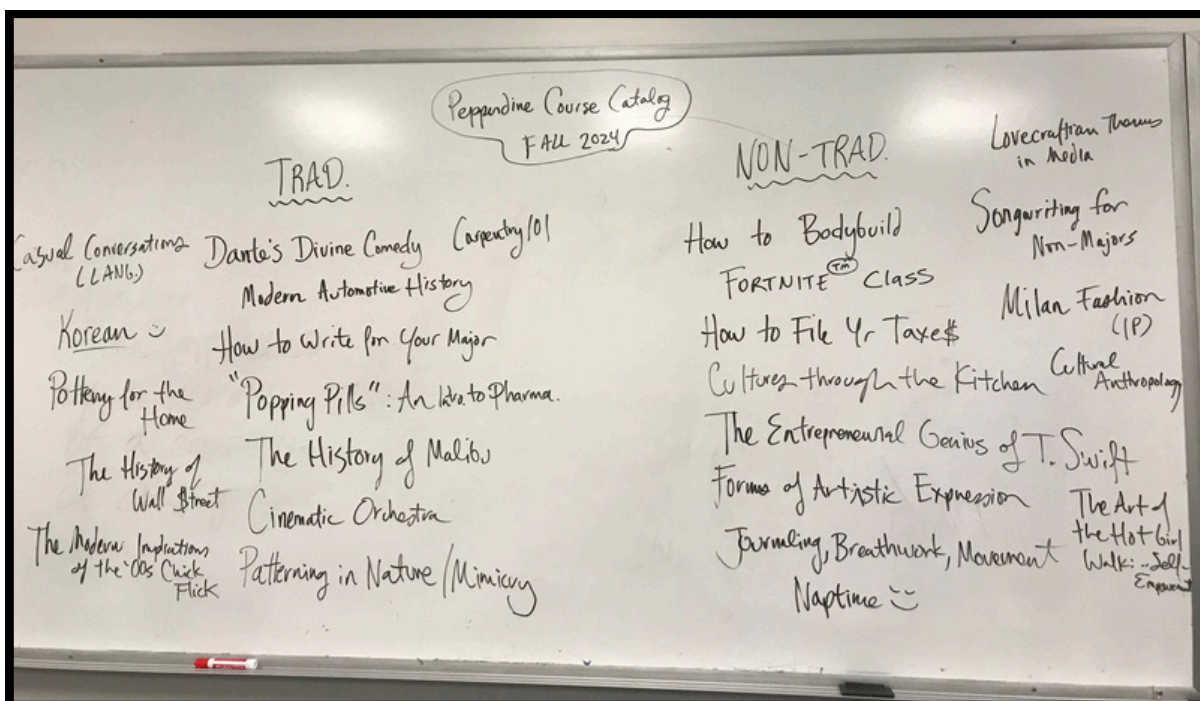 Pepperdine Course Catalog
FALL 2024
TRAD.
Casual Conversations
(LANG.)
Korean
Pottery for the
Home
The History of
Wall $treet
The Modern Implications
of the '00s Chick
Flick
Dante's Divine Comedy
Carpentry 101
Modern Automotive History
How to Write for Your Major
"Popping Pills": An Intro. to Pharma.
The History of Malibu
Cinematic Orchestra
Patterning in Nature/Mimicry
NON-TRAD.
How to Bodybuild
FORTNITE TM Class
How to File Yr Taxe$
Cultures through the Kitchen
The Entrepreneurial Genius of T. Swift
Forms of Artistic Expression
Journaling, Breathwork, Movement
Naptime
Lovecraftian Themes
in Media
Songwriting for
Non-Majors
Milan Fashion
(IP)
Cultural
Anthropology
The Art of
the Hot Girl
Walk: Self-